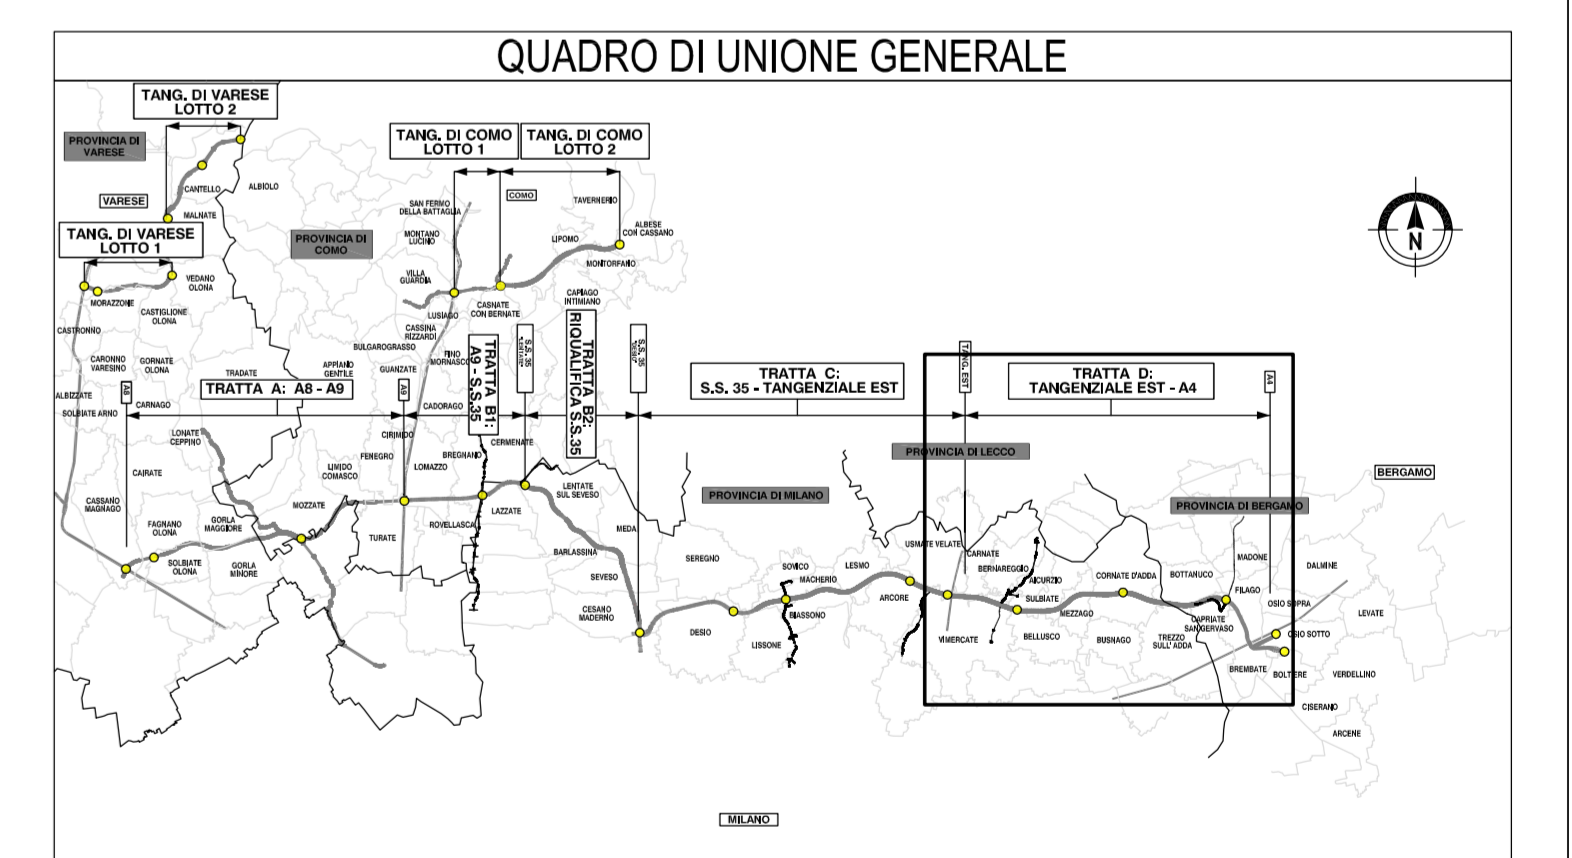 QUADRO DI UNIONE GENERALE
TANG. DI VARESE
LOTTO 2
PROVINCIA DI
VARESE
CANTELLO
ALBIOLO
VARESE
MALNATE
TANG. DI VARESE
LOTTO 1
VEDANO
OLONA
MORAZZONE
CASTIGLIONE
OLONA
CASTRONNO
CARONNO
VARESINO
GORNATE
OLONA
ALBIZZATE
SOLBIATE ARNO
CARNAGO
TRADATE
PROVINCIA DI
COMO
TANG. DI COMO
LOTTO 1
TANG. DI COMO
LOTTO 2
COMO
SAN FERMO
DELLA BATTAGLIA
TAVERNERIO
MONTANO
LUCINO
LIPOMO
ALBESE
CON CASSANO
MONTORFANO
VILLA
GUARDIA
CAPIAGO
INTIMIANO
LUSIAGO
CASNATE
CON BERNATE
CASSINA
RIZZARDI
BULGAROGRASSO
FINO
MORNASCO
APPIANO
GENTILE
GUANZATE
CADORAGO
N
A8
TRATTA A: A8 - A9
A9
TRATTA B1:
A9 - S.S.35
S.S. 35
TRATTA B2:
RIQUALIFICA S.S.35
S.S. 35
TRATTA C:
S.S. 35 - TANGENZIALE EST
TANG. EST
TRATTA D:
TANGENZIALE EST - A4
A4
LONATE
CEPPINO
CIRIMIDO
FENEGRO
LOMAZZO
BREGNANO
CERMENATE
CAIRATE
LIMIDO
COMASCO
CASSANO
MAGNAGO
MOZZATE
FAGNANO
OLONA
GORLA
MAGGIORE
SOLBIATE
OLONA
GORLA
MINORE
TURATE
ROVELLASCA
LAZZATE
LENTATE
SUL SEVESO
MEDA
BARLASSINA
SEVESO
CESANO
MADERNO
PROVINCIA DI MILANO
SEREGNO
DESIO
SOVICO
MACHERIO
BIASSONO
LISSONE
LESMO
ARCORE
PROVINCIA DI LECCO
USMATE VELATE
CARNATE
BERNAREGGIO
AICURZIO
SULBIATE
VIMERCATE
BELLUSCO
MEZZAGO
CORNATE D'ADDA
BUSNAGO
TREZZO
SULL' ADDA
BOTTANUCO
BERGAMO
PROVINCIA DI BERGAMO
MADONE
DALMINE
FILAGO
CAPRIATE
SANGERVASO
OSIO SOPRA
LEVATE
OSIO SOTTO
BREMBATE
BOLTIERE
VERDELLINO
CISERANO
ARCENE
MILANO